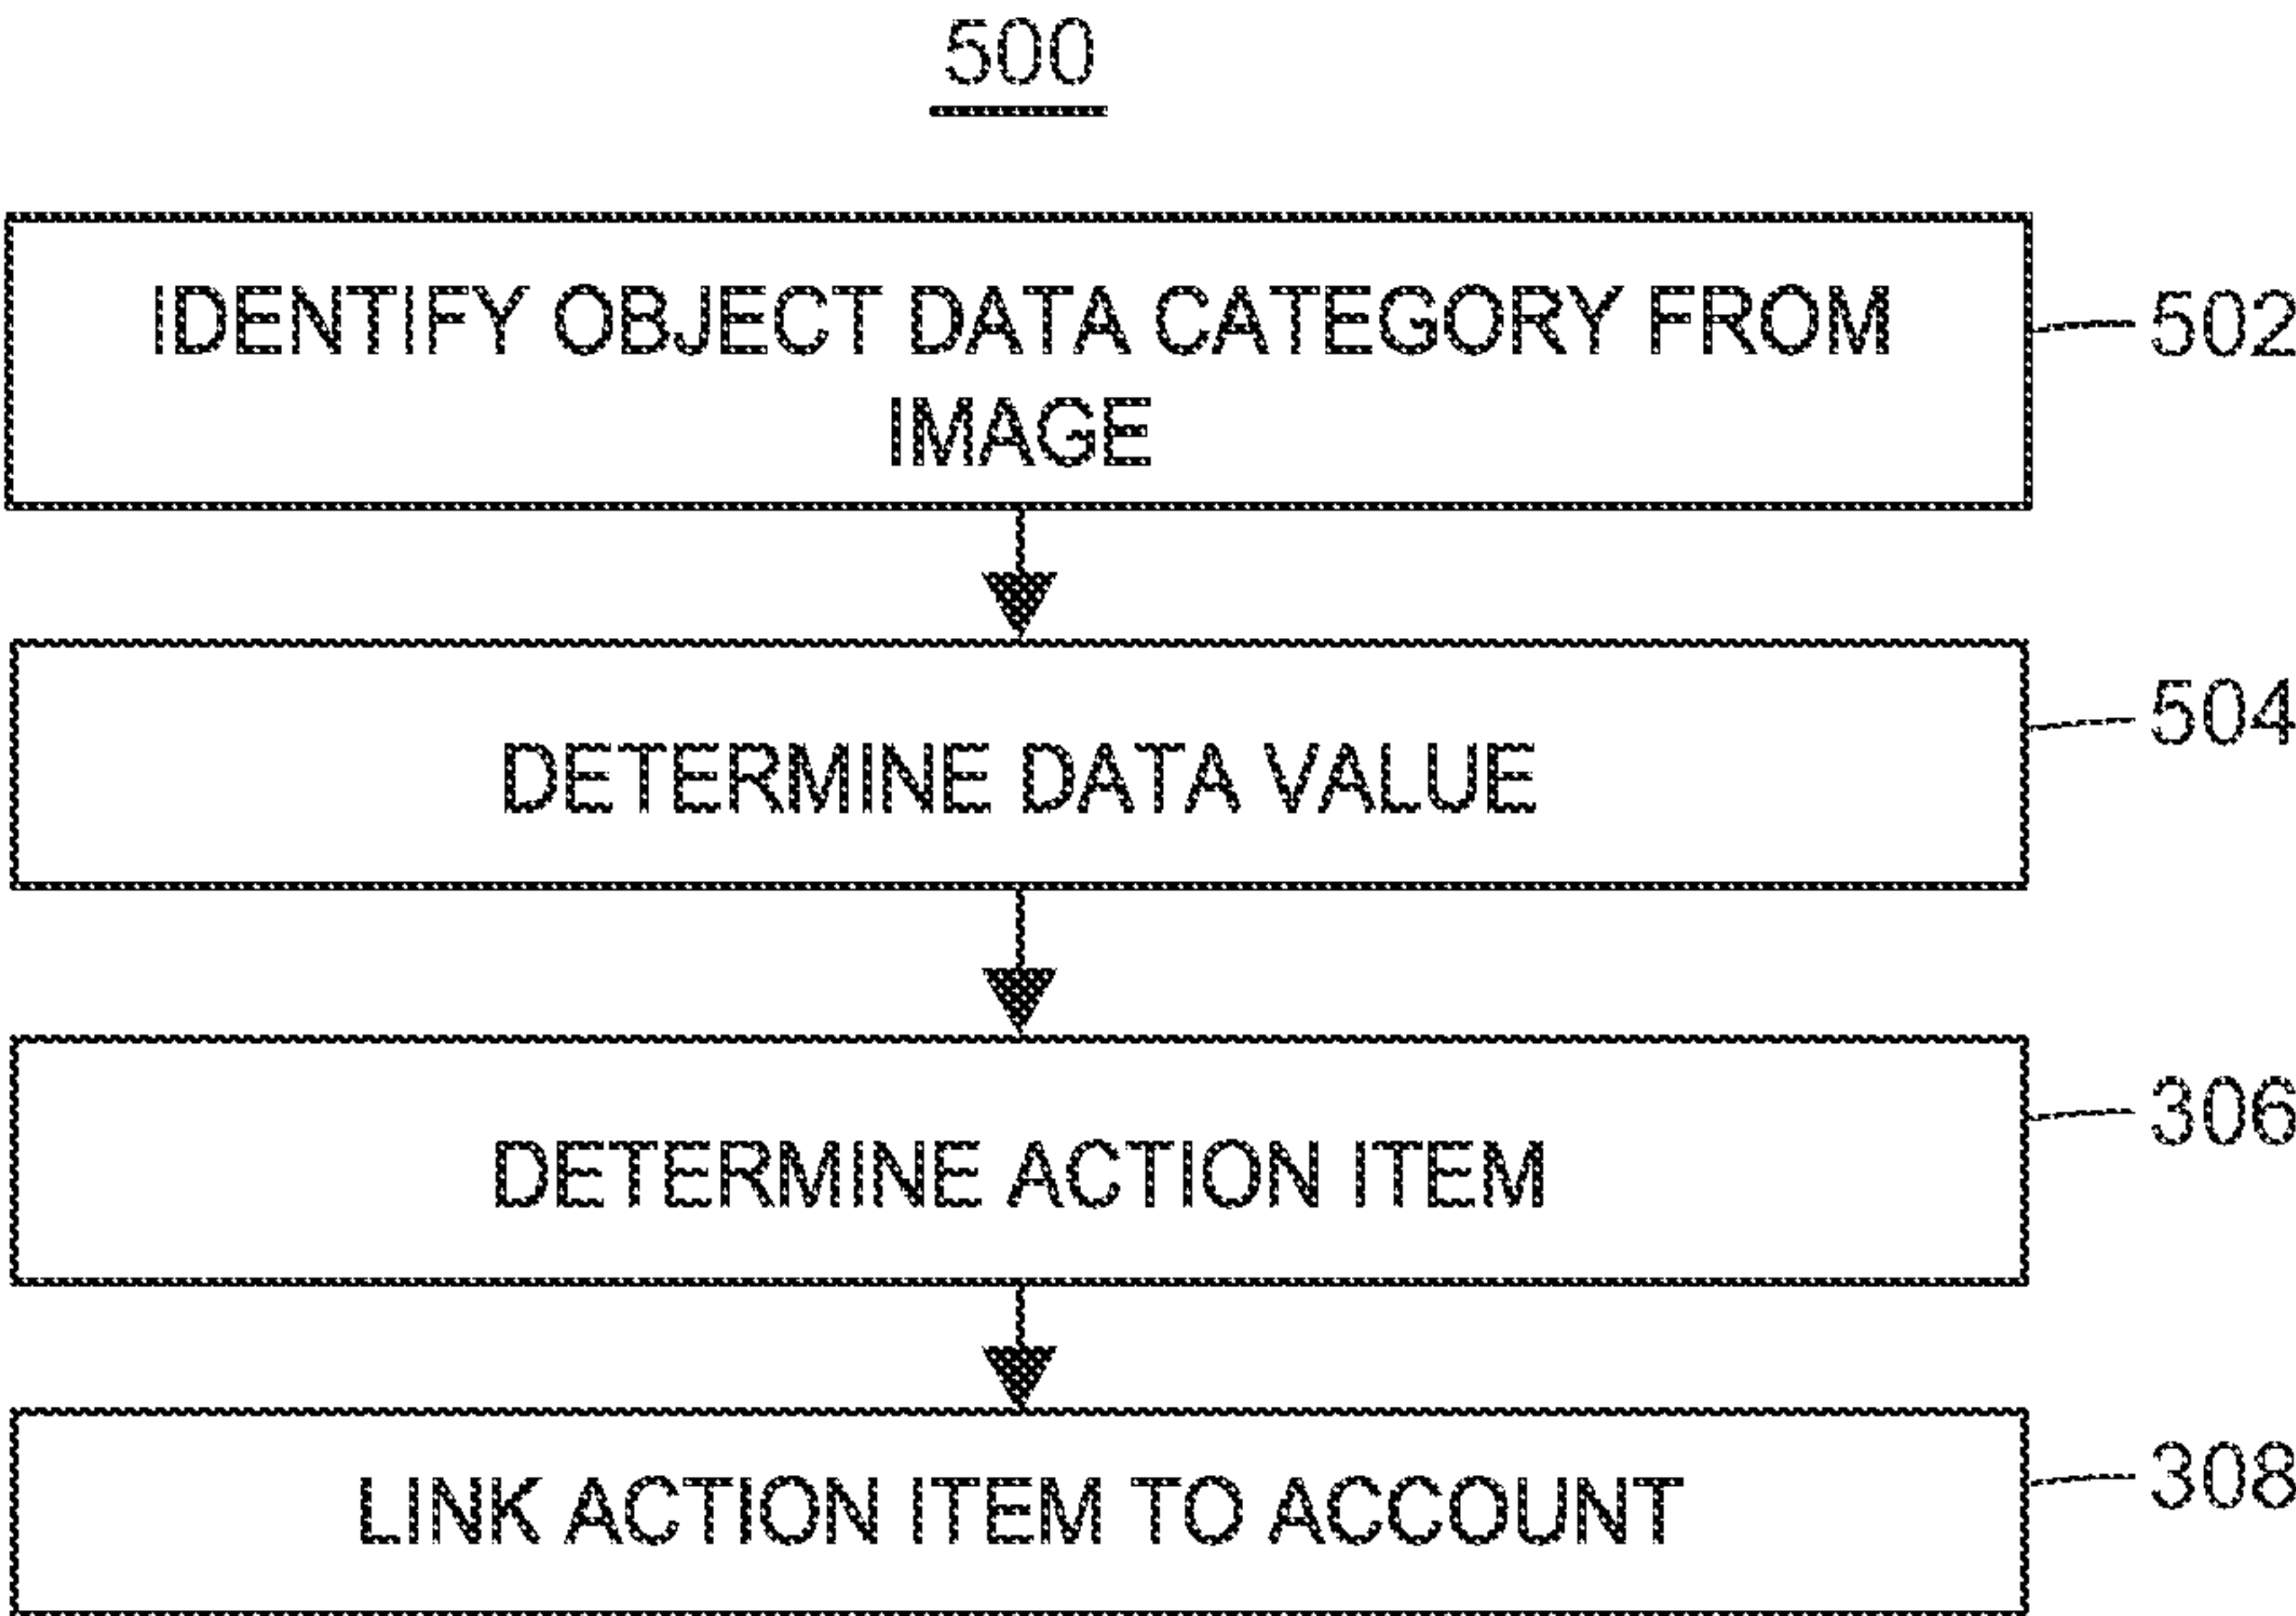 500
IDENTIFY OBJECT DATA CATEGORY FROM
IMAGE
502
DETERMINE DATA VALUE
504
DETERMINE ACTION ITEM
306
LINK ACTION ITEM TO ACCOUNT
308